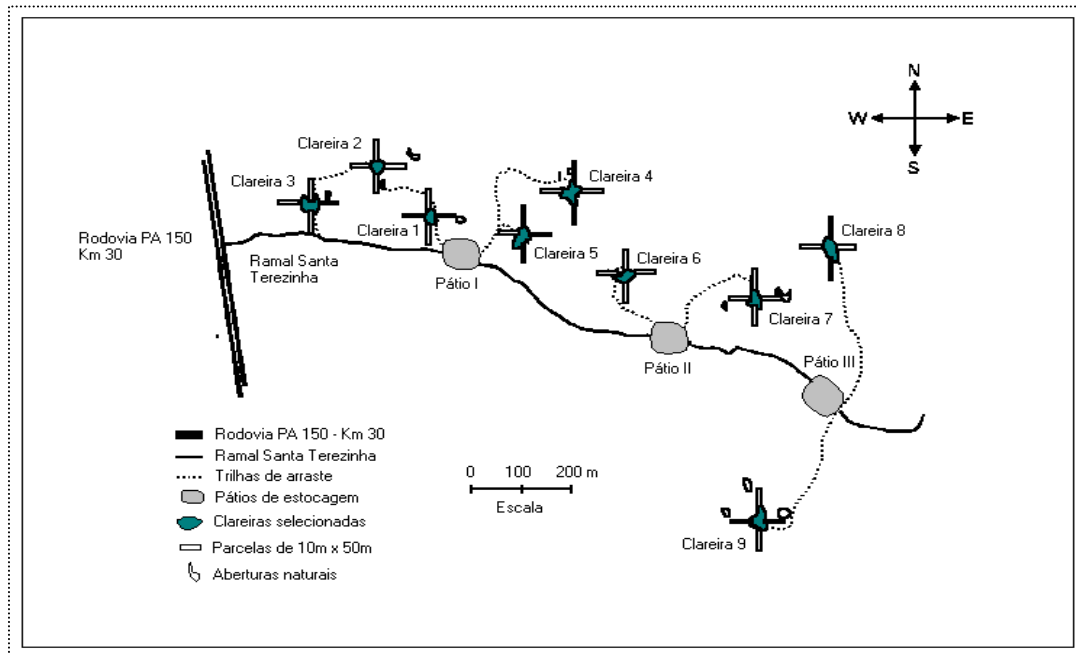 N
W
E
S
Clareira 2
Clareira 3
Clareira 4
Clareira 1
Clareira 5
Clareira 8
Clareira 6
Rodovia PA 150
Km 30
Ramal Santa
Terezinha
Pátio I
Clareira 7
Pátio II
Pátio III
Rodovia PA 150 - Km 30
Ramal Santa Terezinha
Trilhas de arraste
Pátios de estocagem
Clareiras selecionadas
Parcelas de 10m x 50m
Aberturas naturais
0 100 200 m
Escala
Clareira 9